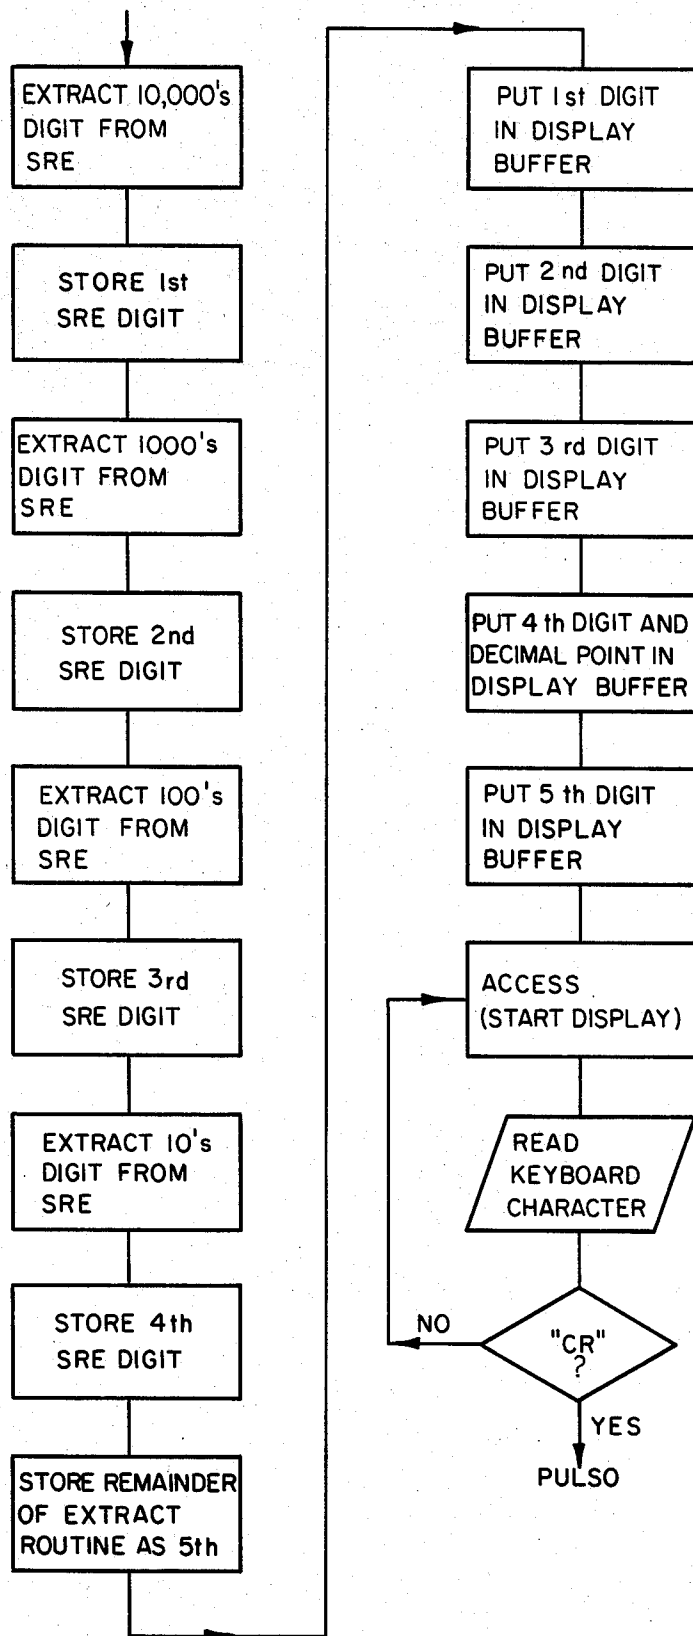 EXTRACT 10,000's
DIGIT FROM
SRE
STORE 1st
SRE DIGIT
EXTRACT 1000's
DIGIT FROM
SRE
STORE 2nd
SRE DIGIT
EXTRACT 100's
DIGIT FROM
SRE
STORE 3rd
SRE DIGIT
EXTRACT 10's
DIGIT FROM
SRE
STORE 4th
SRE DIGIT
STORE REMAINDER
OF EXTRACT
ROUTINE AS 5th
PUT 1st DIGIT
IN DISPLAY
BUFFER
PUT 2nd DIGIT
IN DISPLAY
BUFFER
PUT 3rd DIGIT
IN DISPLAY
BUFFER
PUT 4th DIGIT AND
DECIMAL POINT IN
DISPLAY BUFFER
PUT 5th DIGIT
IN DISPLAY
BUFFER
ACCESS
(START DISPLAY)
READ
KEYBOARD
CHARACTER
"CR"
?
NO
YES
PULSO